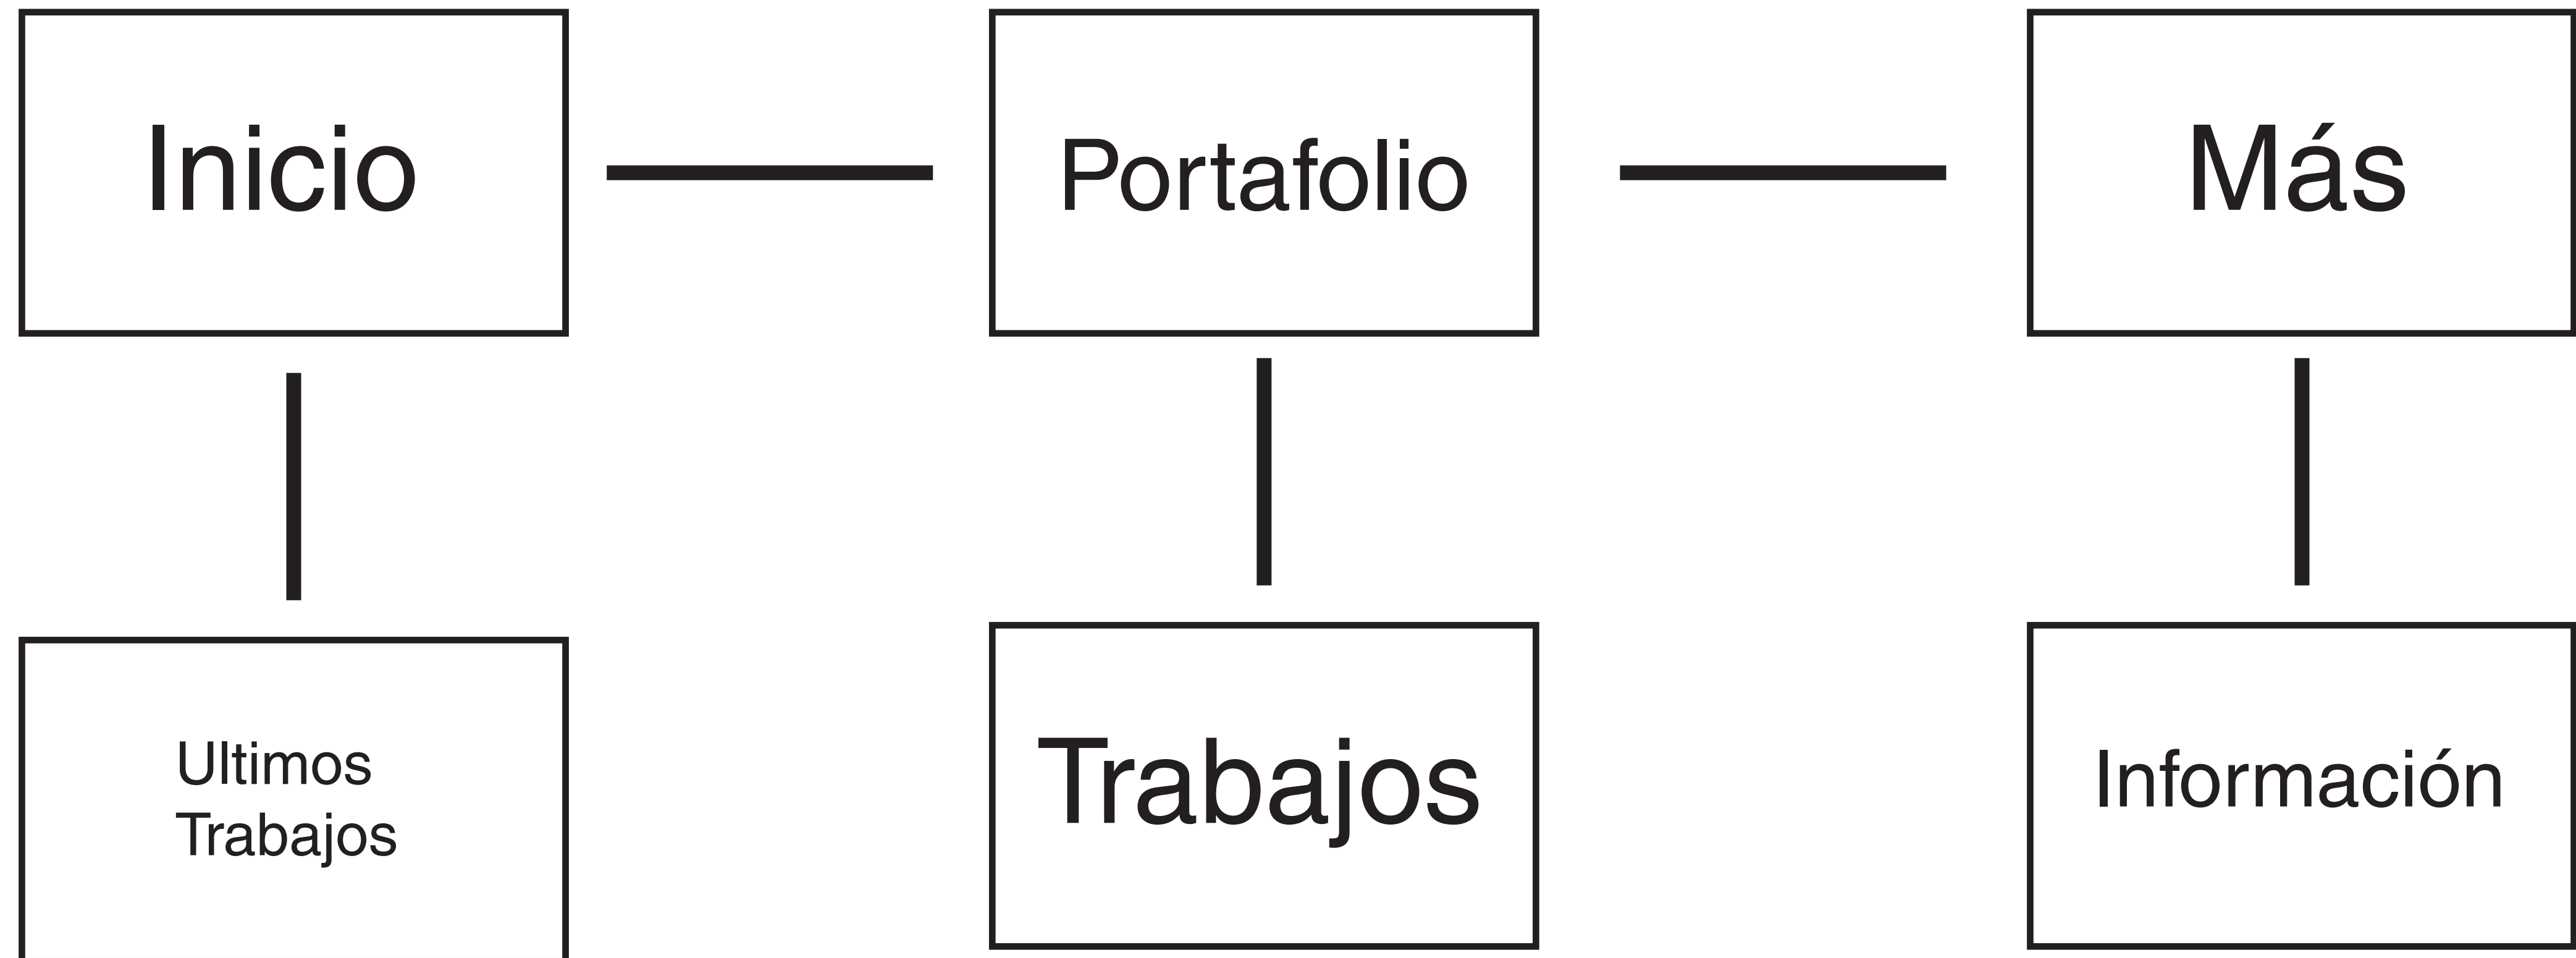 Inicio
Portafolio
Más
Ultimos
Trabajos
Trabajos
Información